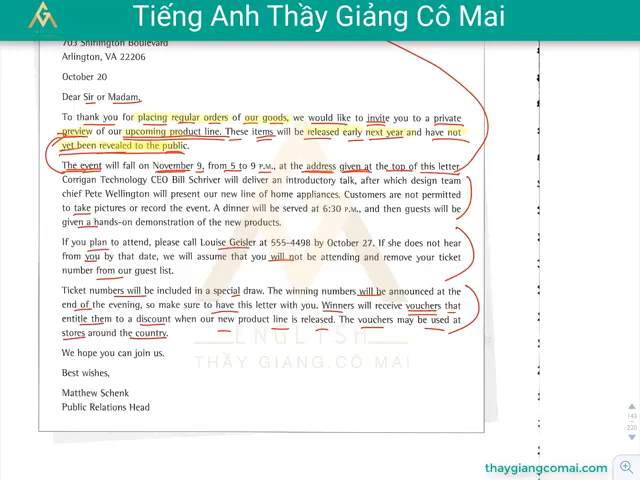 Tiếng Anh Thầy Giảng Cô Mai
703 Shirlington Boulevard
Arlington, VA 22206
October 20
Dear Sir or Madam,
To thank you for placing regular orders of our goods, we would like to invite you to a private
preview of our upcoming product line. These items will be released early next year and have not
yet been revealed to the public.
The event will fall on November 9, from 5 to 9 P.M., at the address given at the top of this letter.
Corrigan Technology CEO Bill Schriver will deliver an introductory talk, after which design team
chief Pete Wellington will present our new line of home appliances. Customers are not permitted
to take pictures or record the event. A dinner will be served at 6:30 P.M., and then guests will be
given a hands-on demonstration of the new products.
If you plan to attend, please call Louise Geisler at 555-4498 by October 27. If she does not hear
from you by that date, we will assume that you will not be attending and remove your ticket
number from our guest list.
Ticket numbers will be included in a special draw. The winning numbers will be announced at the
end of the evening, so make sure to have this letter with you. Winners will receive vouchers that
entitle them to a discount when our new product line is released. The vouchers may be used at
stores around the country.
ENGLISH
THẦY GIẢNG.CÔ MAI
We hope you can join us.
Best wishes,
Matthew Schenk
Public Relations Head
143
220
thaygiangcomai.com